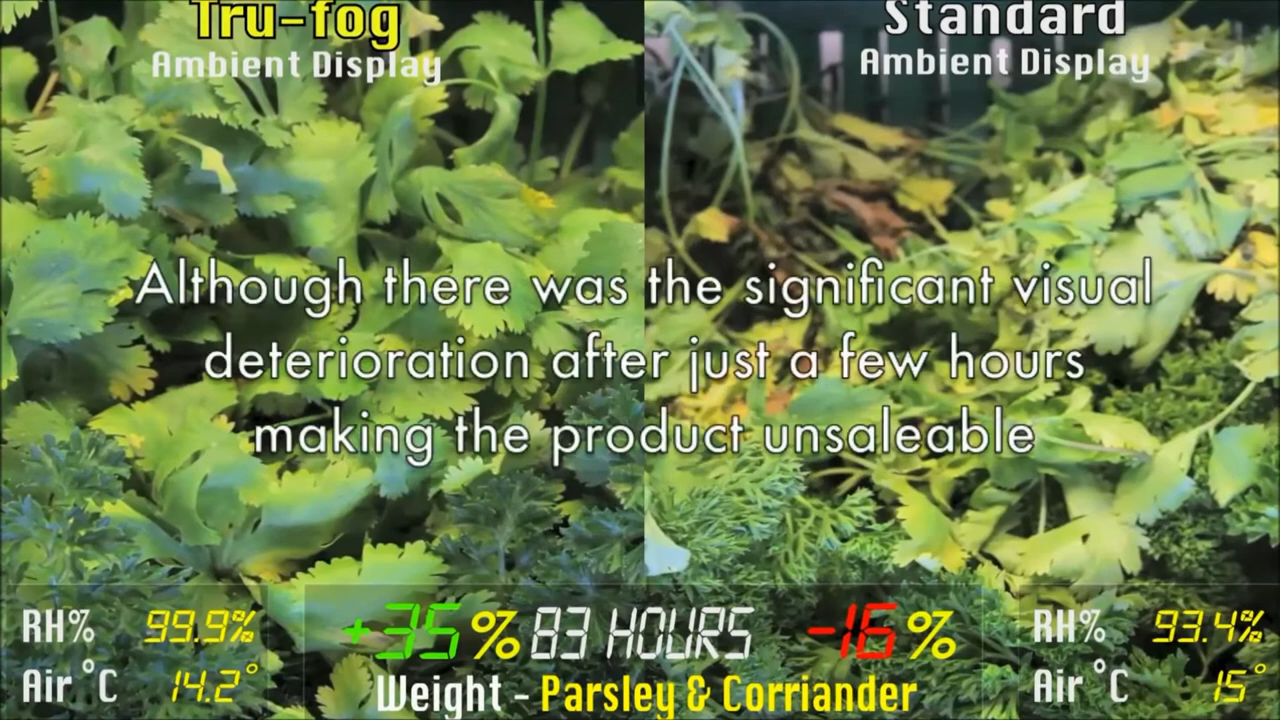 Tru-fog
Ambient Display
Standard
Ambient Display
Although there was the significant visual
deterioration after just a few hours
making the product unsaleable
RH% 99.9%
Air °C 14.2°
+35% 83 HOURS -16%
Weight - Parsley & Corriander
RH% 93.4%
Air °C 15°